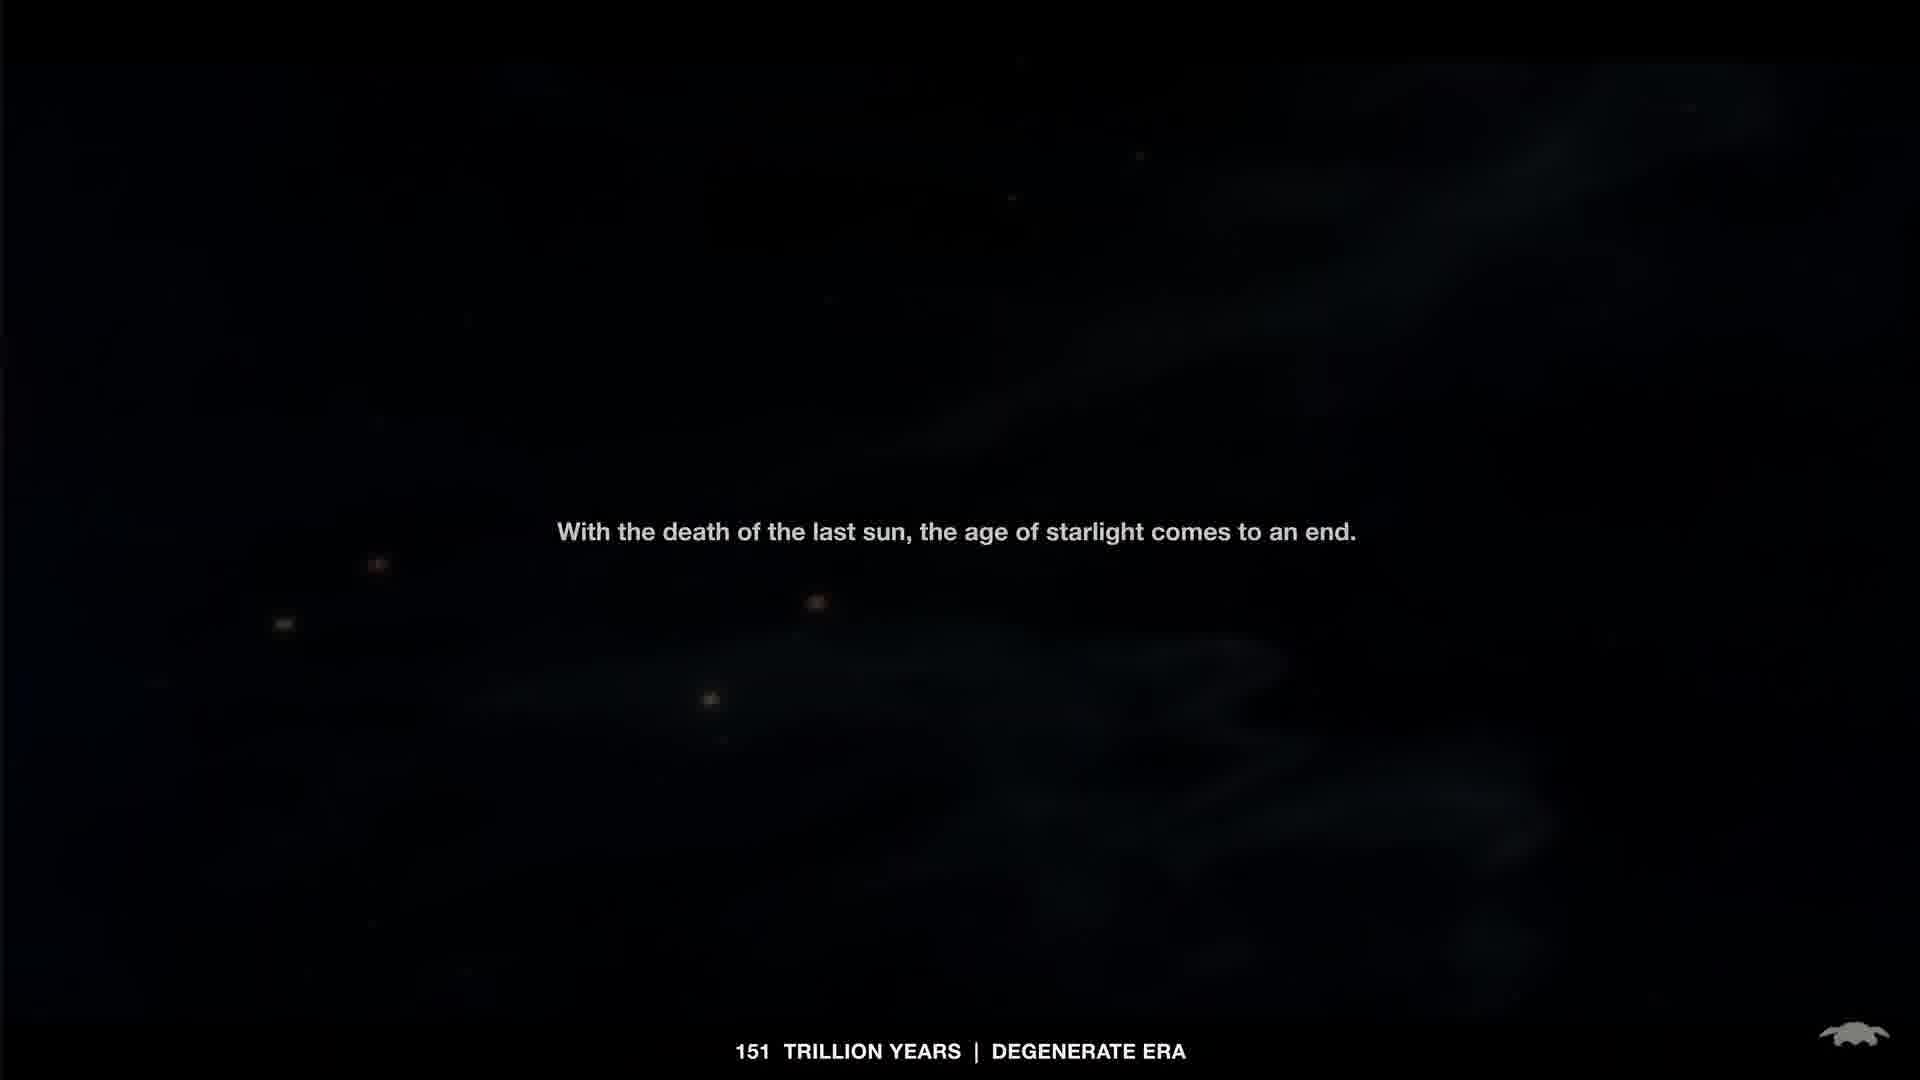 With the death of the last sun, the age of starlight comes to an end.
151 TRILLION YEARS | DEGENERATE ERA